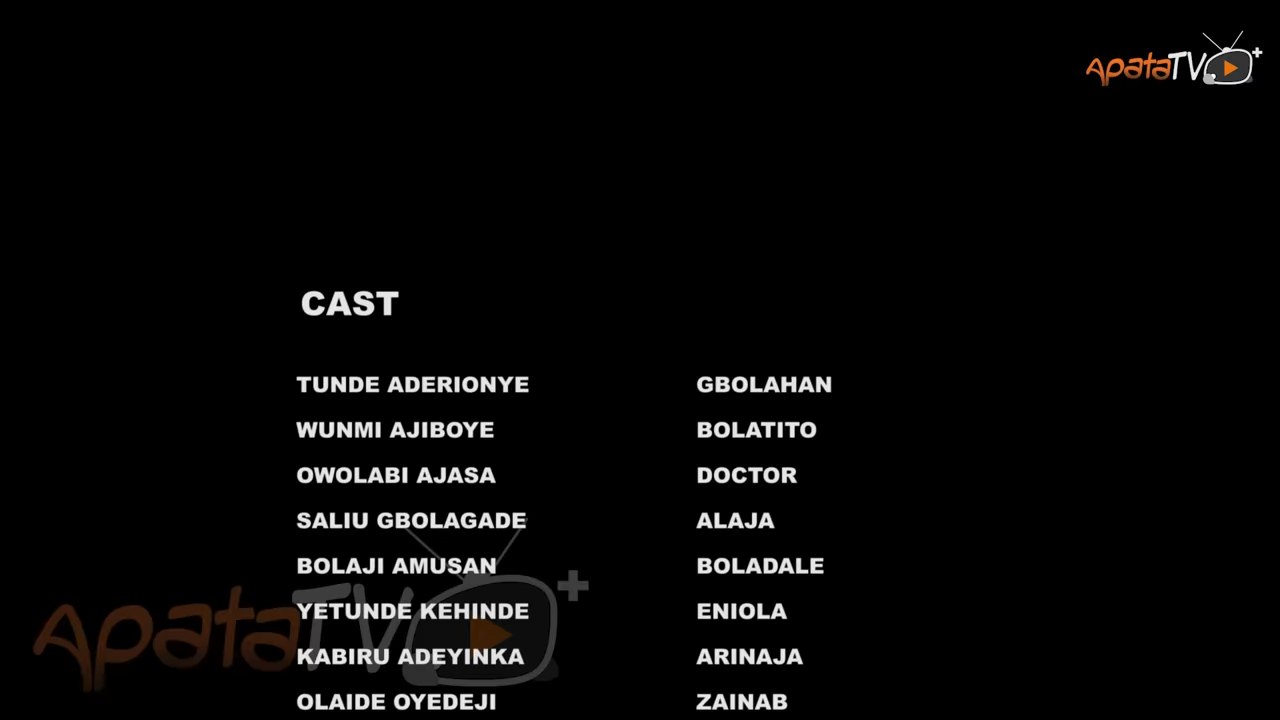 ApataTV+
CAST
TUNDE ADERIONYE GBOLAHAN
WUNMI AJIBOYE BOLATITO
OWOLABI AJASA DOCTOR
SALIU GBOLAGADE ALAJA
BOLAJI AMUSAN BOLADALE
YETUNDE KEHINDE ENIOLA
KABIRU ADEYINKA ARINAJA
OLAIDE OYEDEJI ZAINAB
ApataTV+